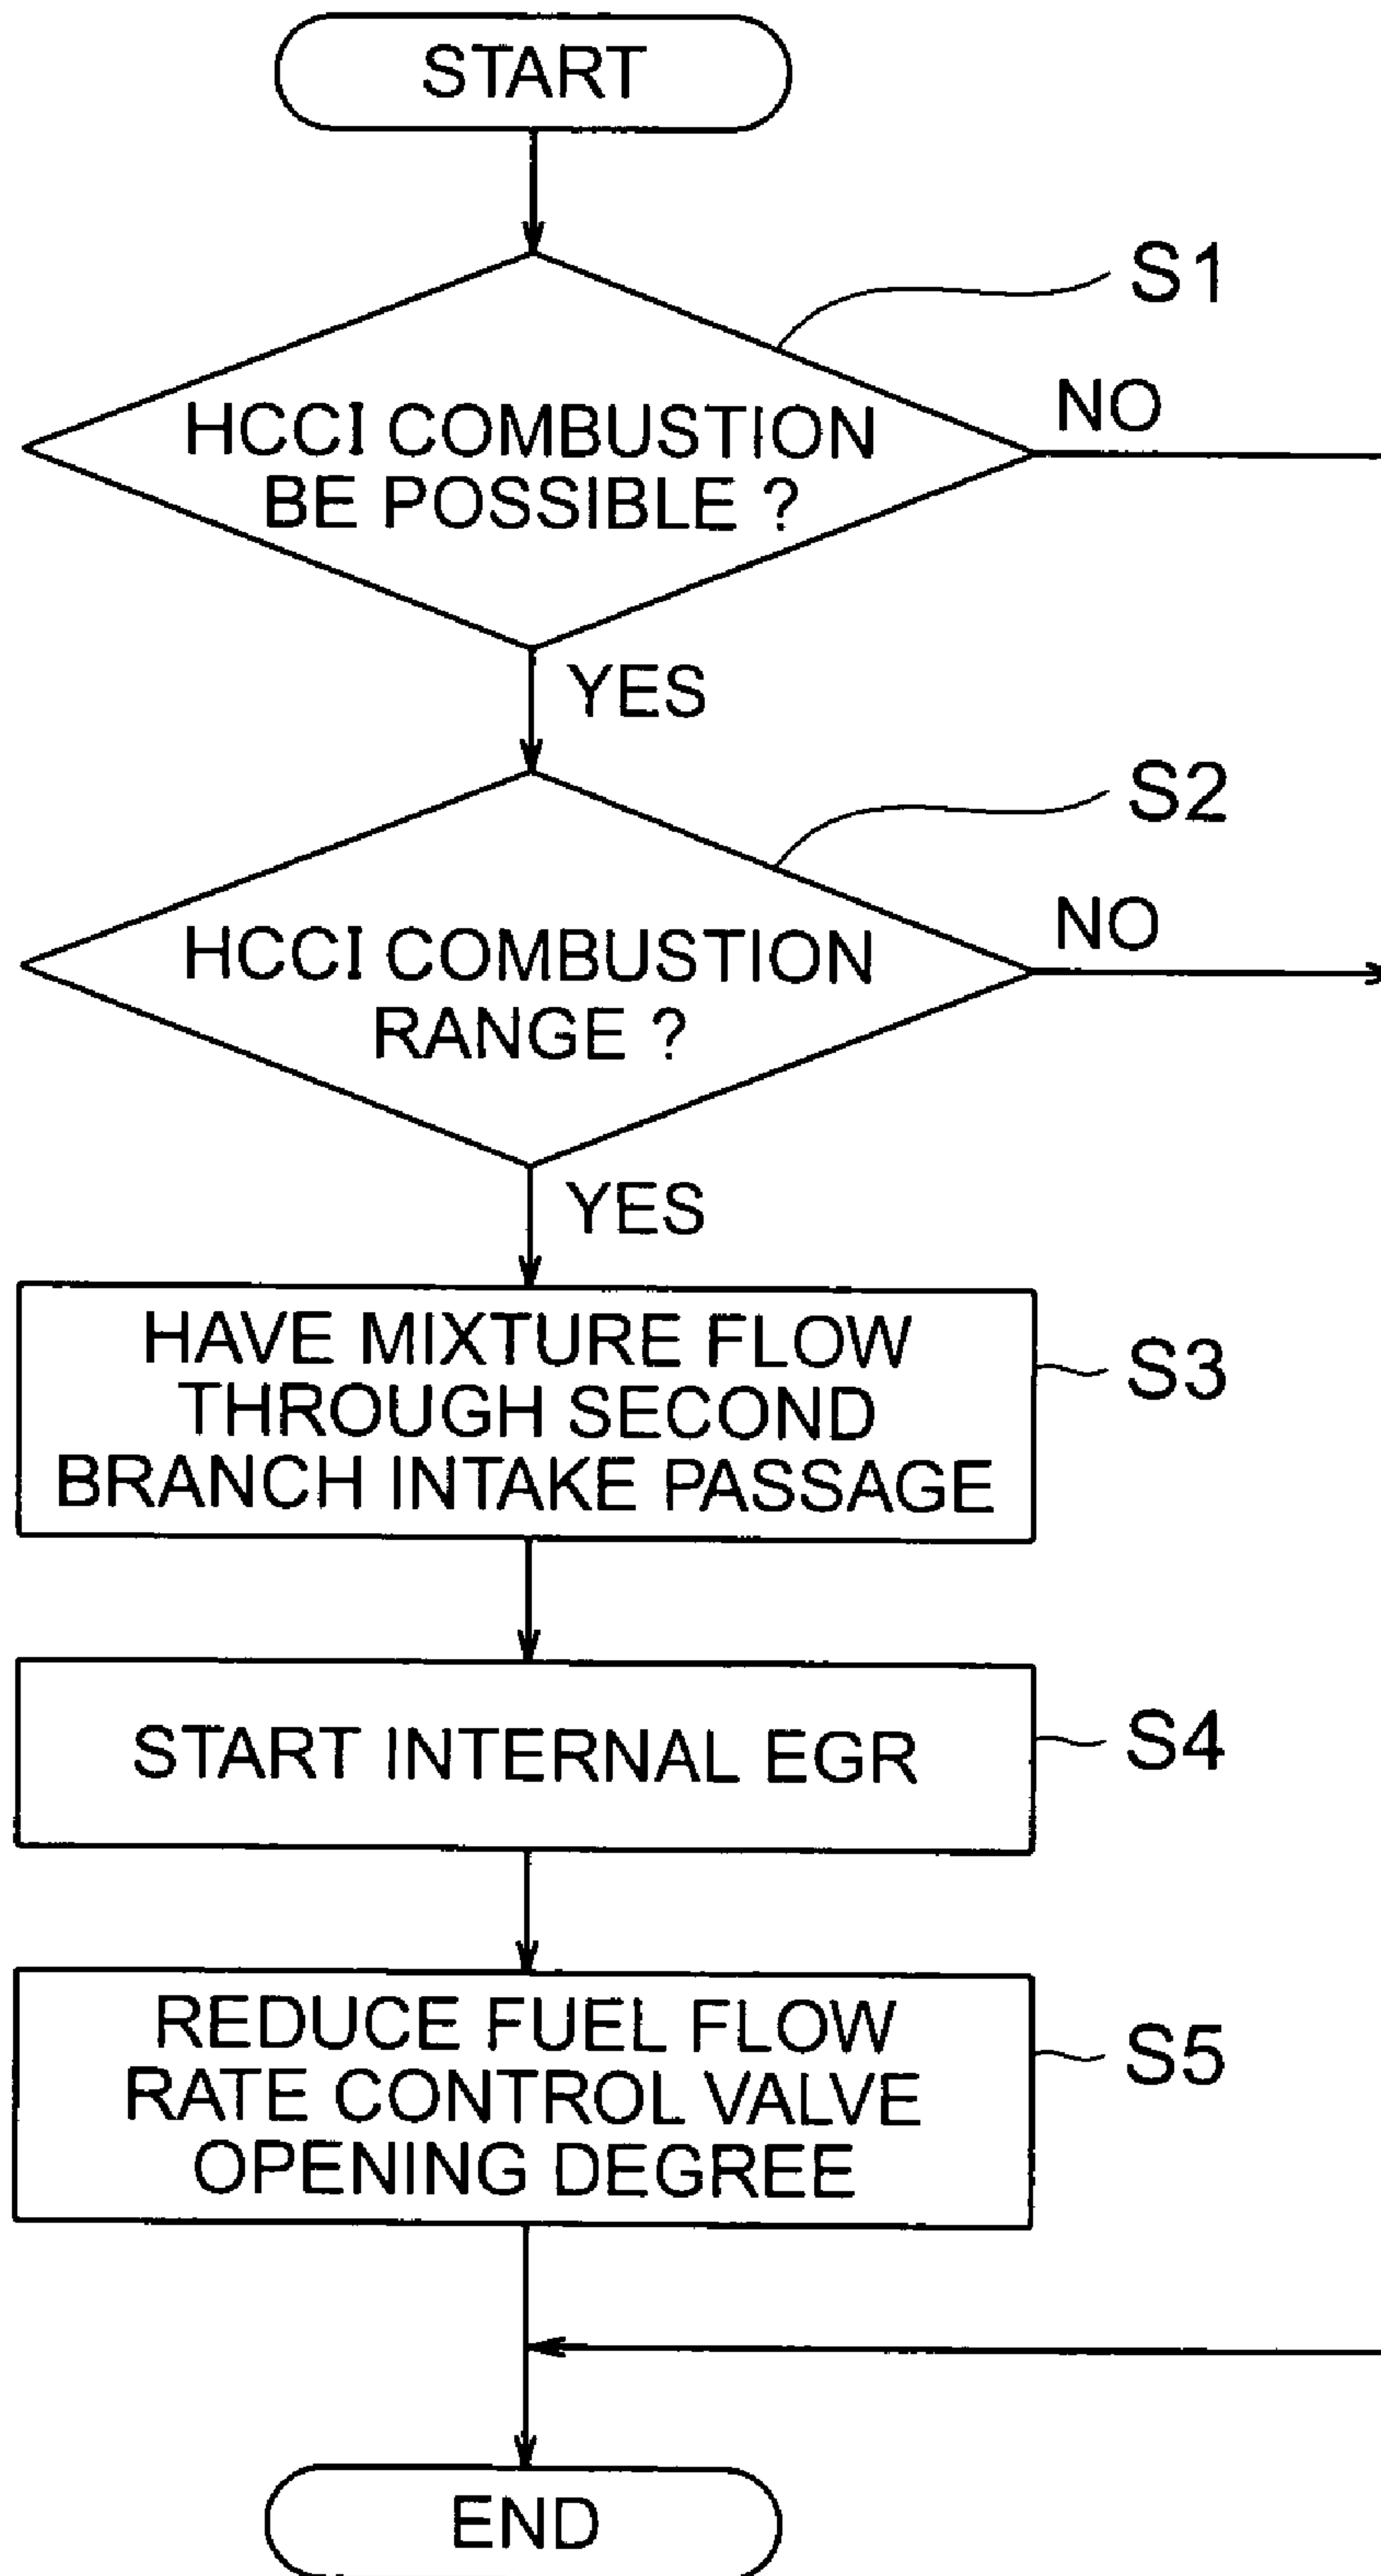 START
S1
HCCI COMBUSTION
BE POSSIBLE ?
NO
YES
S2
HCCI COMBUSTION
RANGE ?
NO
YES
HAVE MIXTURE FLOW
THROUGH SECOND
BRANCH INTAKE PASSAGE
S3
START INTERNAL EGR
S4
REDUCE FUEL FLOW
RATE CONTROL VALVE
OPENING DEGREE
S5
END